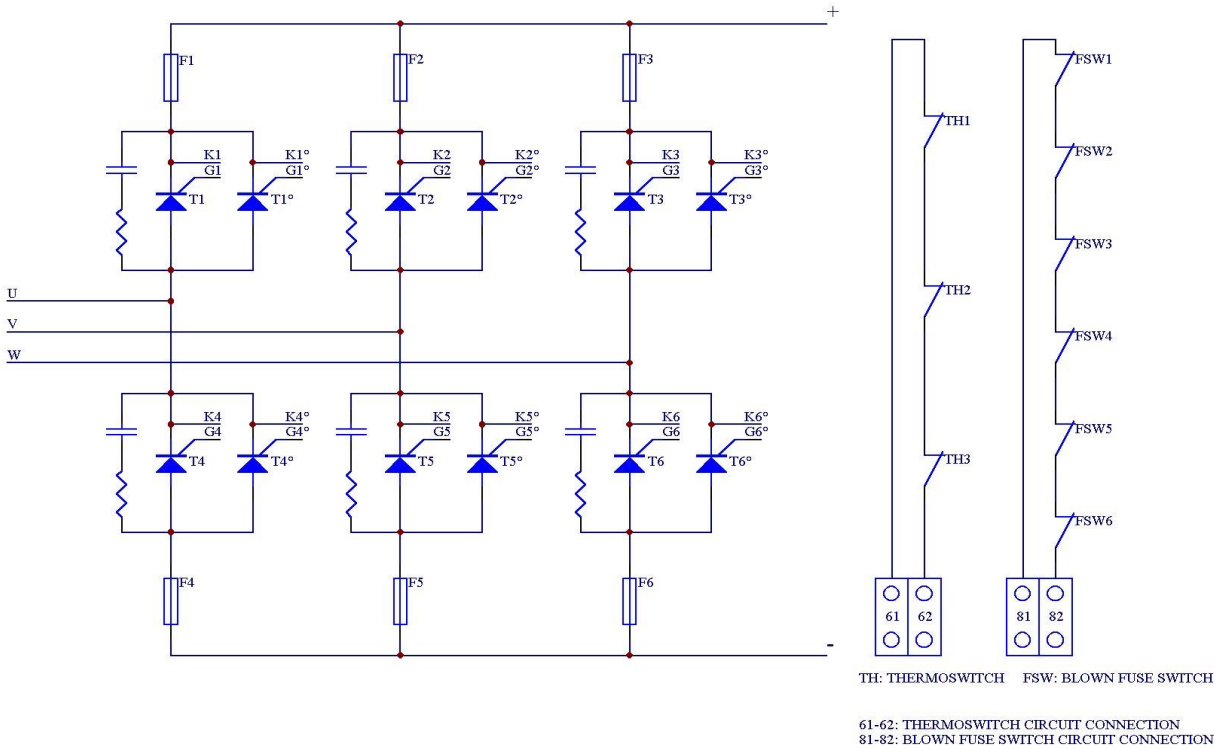 +
F1
F2
F3
K1
K1°
K2
K2°
K3
K3°
G1
G1°
G2
G2°
G3
G3°
T1
T1°
T2
T2°
T3
T3°
U
V
W
K4
K4°
K5
K5°
K6
K6°
G4
G4°
G5
G5°
G6
G6°
T4
T4°
T5
T5°
T6
T6°
F4
F5
F6
-
TH1
TH2
TH3
FSW1
FSW2
FSW3
FSW4
FSW5
FSW6
61 62
81 82
TH: THERMOSWITCH FSW: BLOWN FUSE SWITCH
61-62: THERMOSWITCH CIRCUIT CONNECTION
81-82: BLOWN FUSE SWITCH CIRCUIT CONNECTION